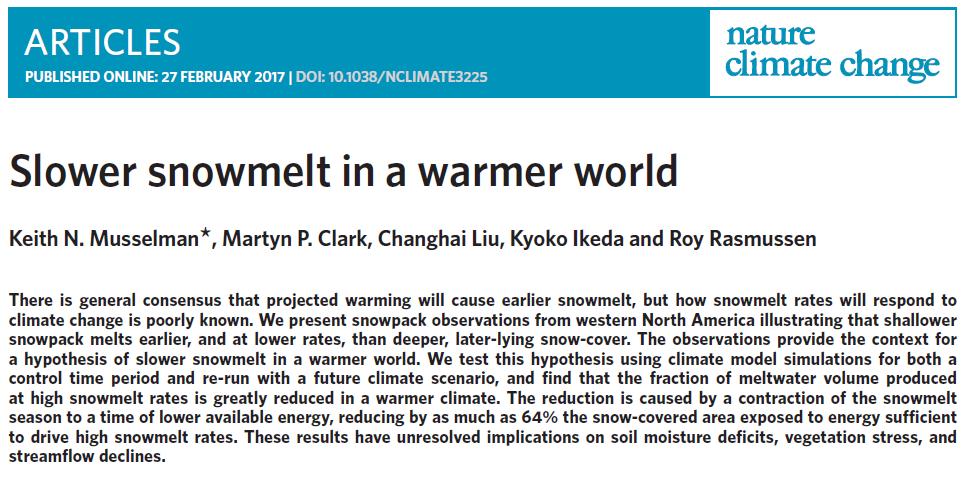 ARTICLES
PUBLISHED ONLINE: 27 FEBRUARY 2017 | DOI: 10.1038/NCLIMATE3225
nature
climate change
Slower snowmelt in a warmer world
Keith N. Musselman★, Martyn P. Clark, Changhai Liu, Kyoko Ikeda and Roy Rasmussen
There is general consensus that projected warming will cause earlier snowmelt, but how snowmelt rates will respond to
climate change is poorly known. We present snowpack observations from western North America illustrating that shallower
snowpack melts earlier, and at lower rates, than deeper, later-lying snow-cover. The observations provide the context for
a hypothesis of slower snowmelt in a warmer world. We test this hypothesis using climate model simulations for both a
control time period and re-run with a future climate scenario, and find that the fraction of meltwater volume produced
at high snowmelt rates is greatly reduced in a warmer climate. The reduction is caused by a contraction of the snowmelt
season to a time of lower available energy, reducing by as much as 64% the snow-covered area exposed to energy sufficient
to drive high snowmelt rates. These results have unresolved implications on soil moisture deficits, vegetation stress, and
streamflow declines.